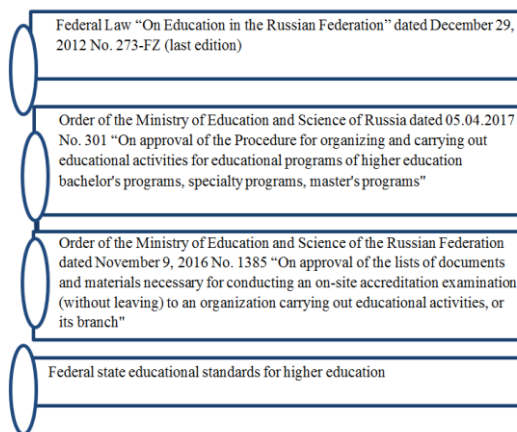 Federal Law “On Education in the Russian Federation” dated December 29,
2012 No. 273-FZ (last edition)
Order of the Ministry of Education and Science of Russia dated 05.04.2017
No. 301 “On approval of the Procedure for organizing and carrying out
educational activities for educational programs of higher education
bachelor's programs, specialty programs, master's programs"
Order of the Ministry of Education and Science of the Russian Federation
dated November 9, 2016 No. 1385 “On approval of the lists of documents
and materials necessary for conducting an on-site accreditation examination
(without leaving) to an organization carrying out educational activities, or
its branch"
Federal state educational standards for higher education